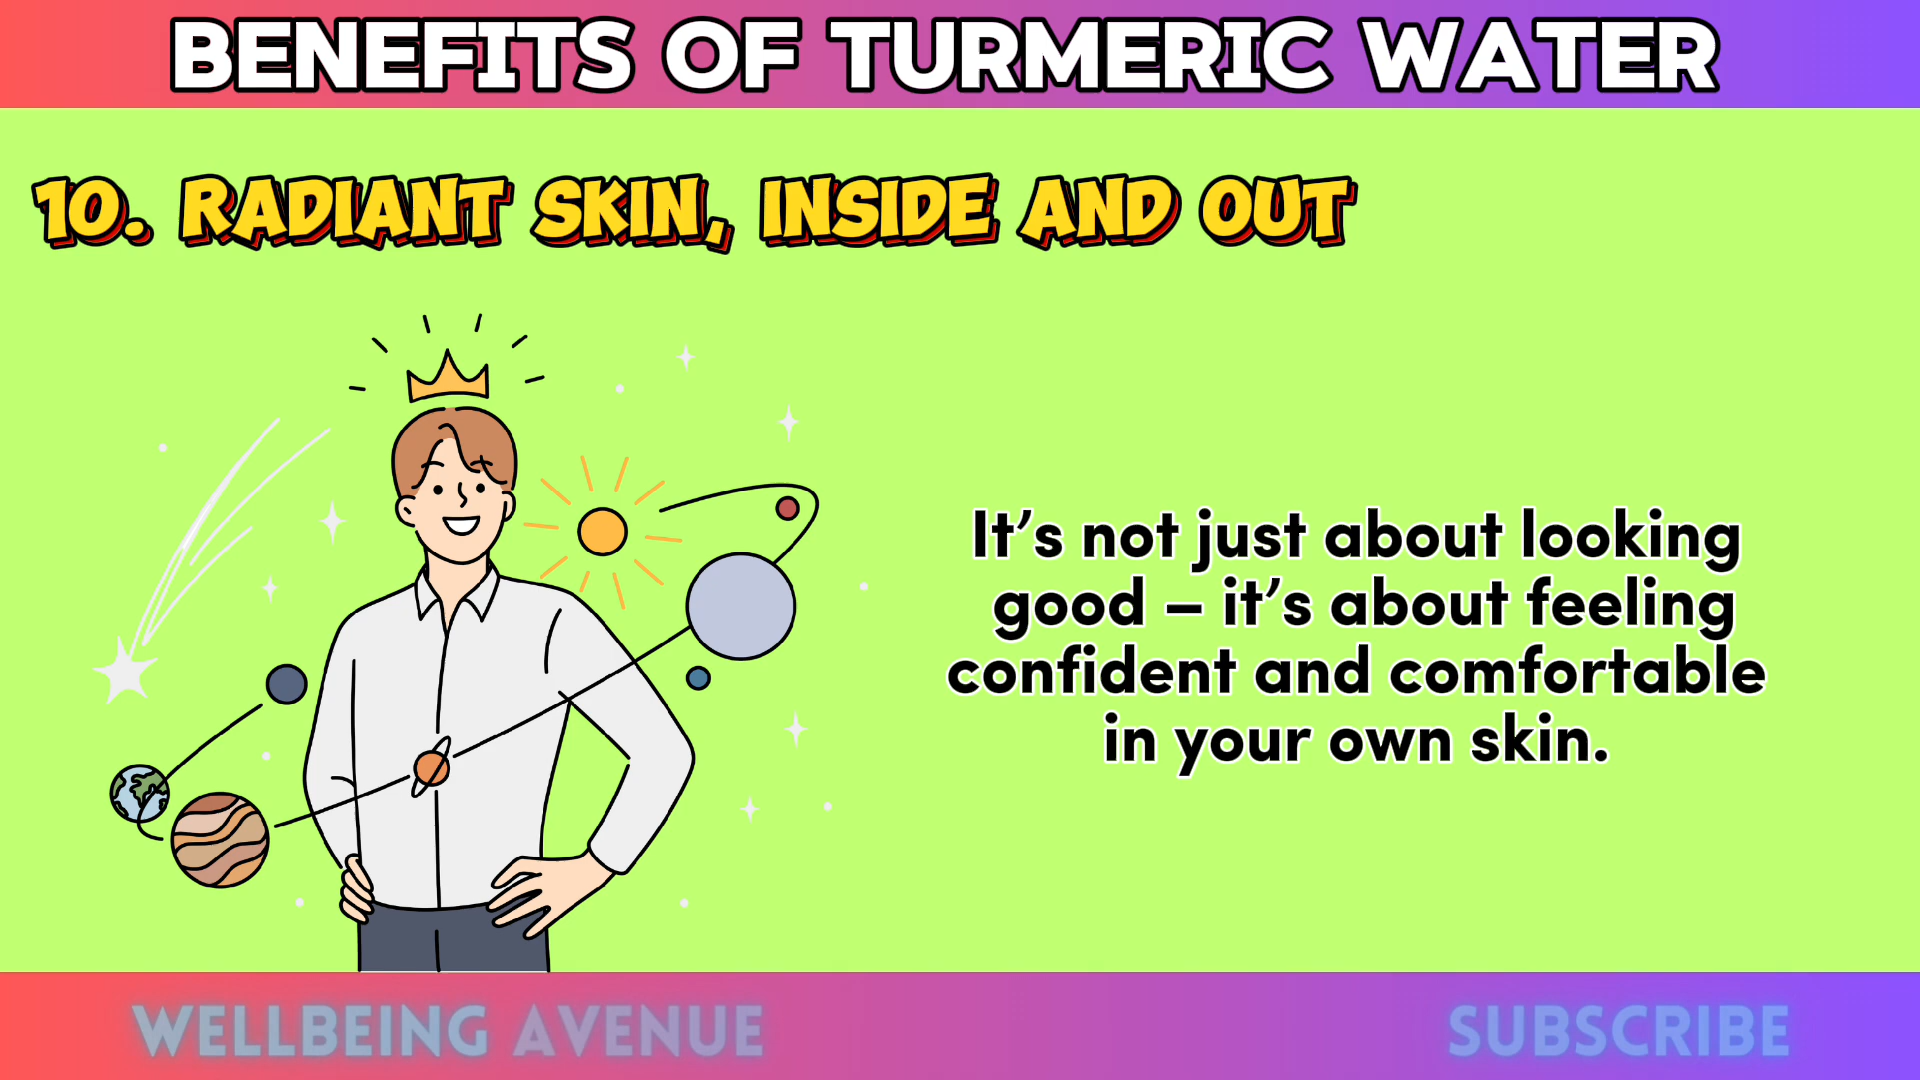 BENEFITS OF TURMERIC WATER
10. RADIANT SKIN, INSIDE AND OUT
It's not just about looking
good – it's about feeling
confident and comfortable
in your own skin.
WELLBEING AVENUE
SUBSCRIBE